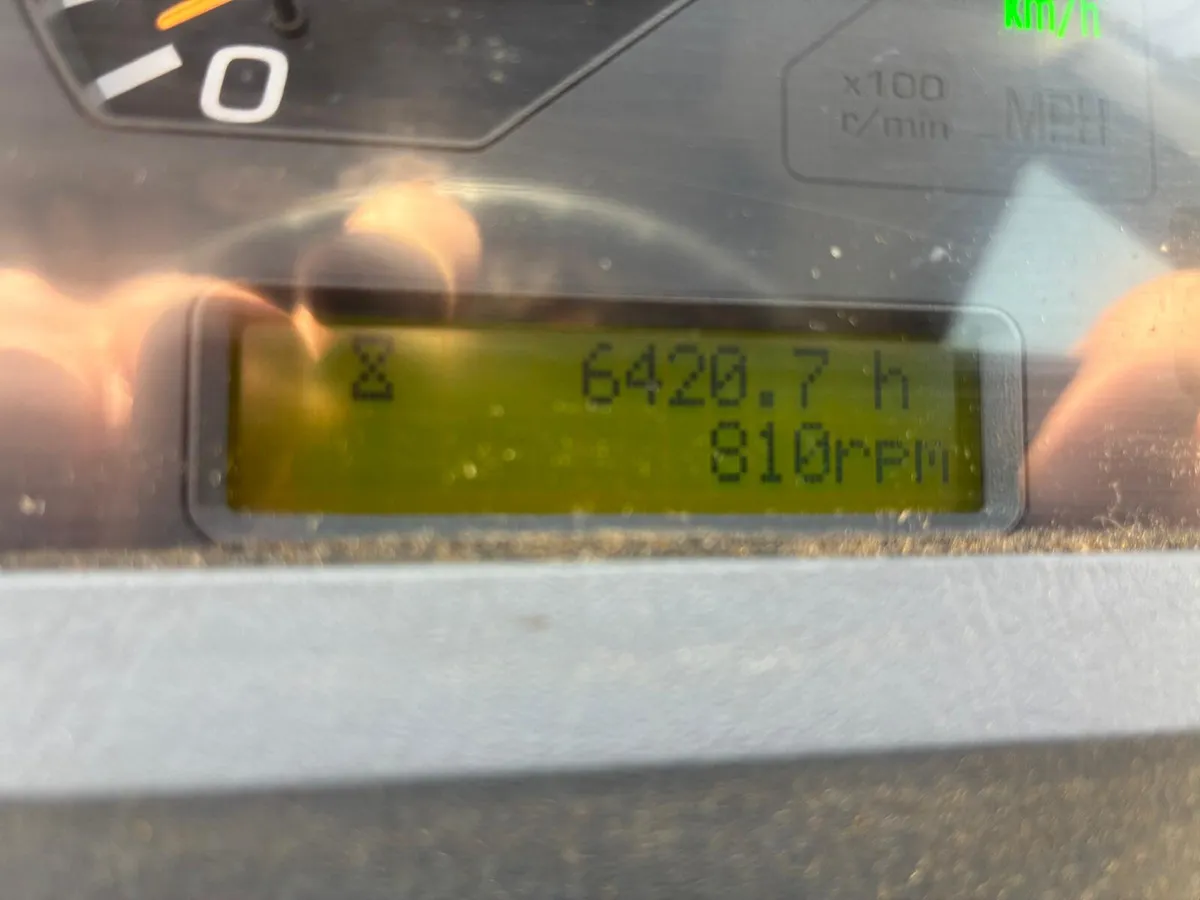 km/h
0
x100
r/min
MPH
6420.7 h
810rpm